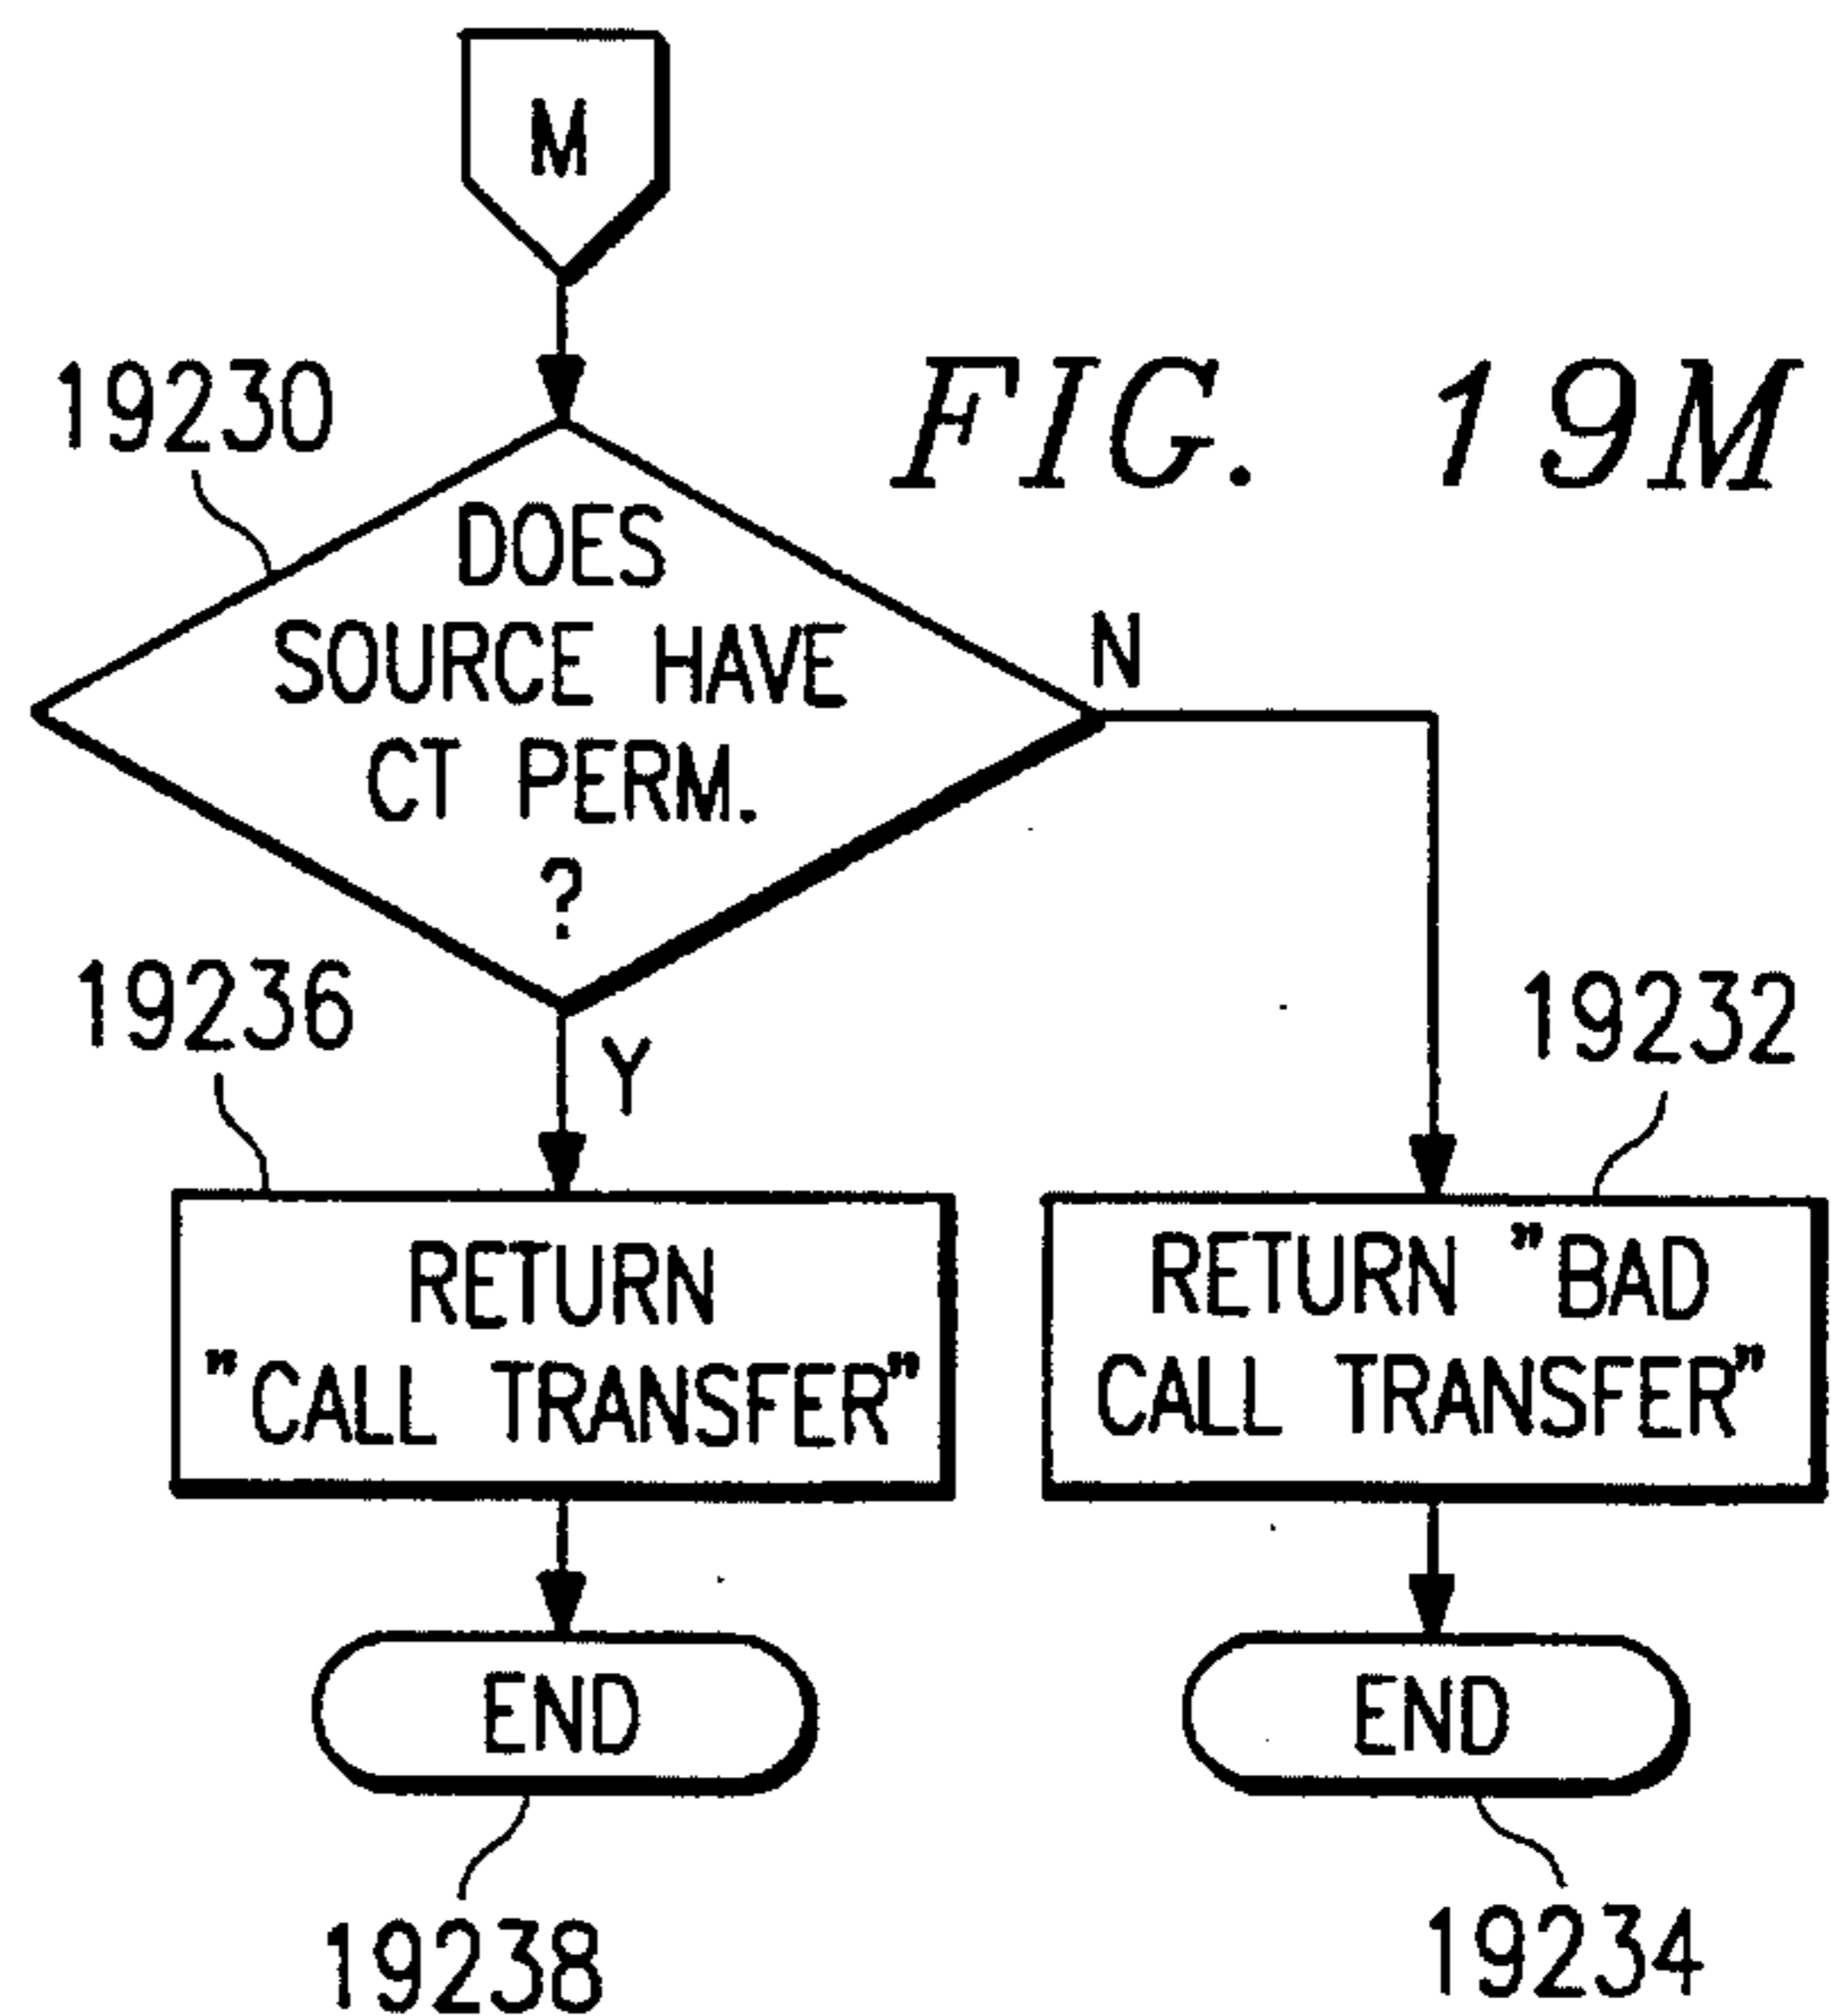 M
FIG. 19M
19230
DOES
SOURCE HAVE
CT PERM.
?
N
Y
19236
19232
RETURN
"CALL TRANSFER"
RETURN "BAD
CALL TRANSFER"
END
END
19238
19234